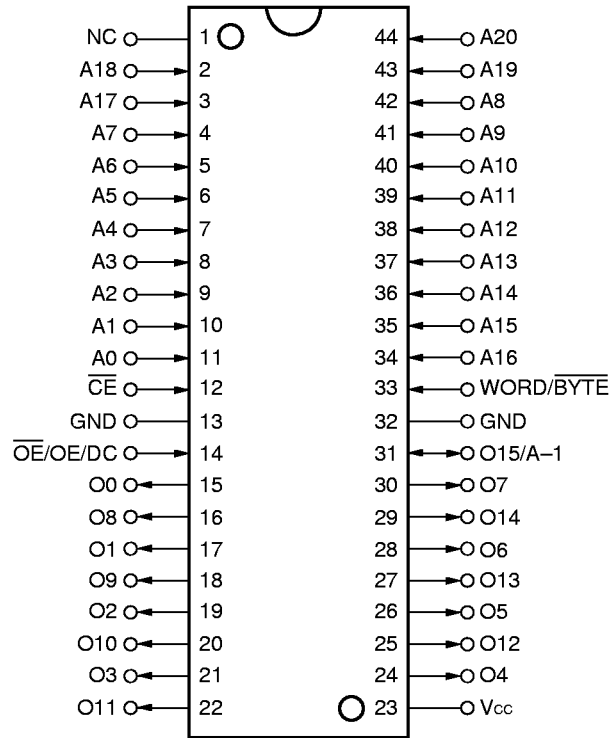 NC 1 44 A20
A18 2 43 A19
A17 3 42 A8
A7 4 41 A9
A6 5 40 A10
A5 6 39 A11
A4 7 38 A12
A3 8 37 A13
A2 9 36 A14
A1 10 35 A15
A0 11 34 A16
C̅E̅ 12 33 WORD/B̅Y̅T̅E̅
GND 13 32 GND
O̅E̅/OE/DC 14 31 O15/A–1
O0 15 30 O7
O8 16 29 O14
O1 17 28 O6
O9 18 27 O13
O2 19 26 O5
O10 20 25 O12
O3 21 24 O4
O11 22 23 Vcc